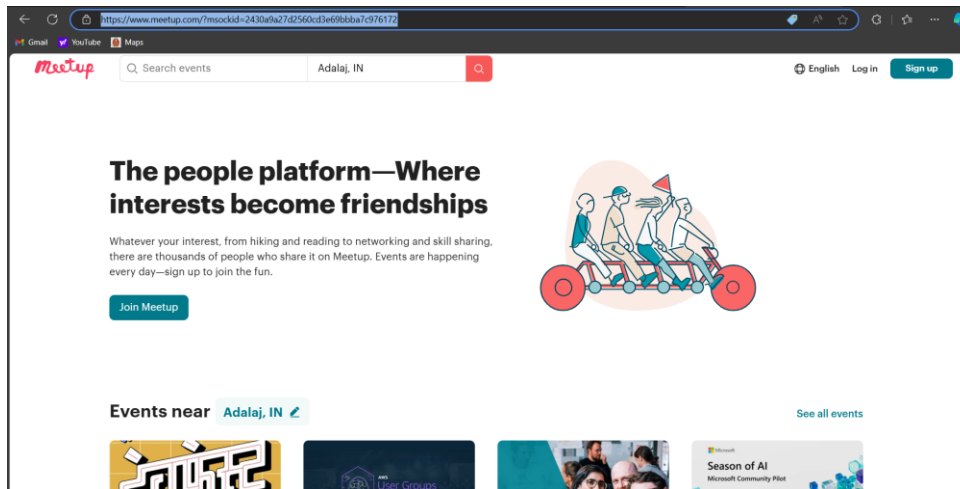 https://www.meetup.com/?msockid=2430a9a27d2560cd3e69bbba7c976172
Gmail YouTube Maps
Meetup Search events Adalaj, IN English Log in Sign up
The people platform—Where
interests become friendships
Whatever your interest, from hiking and reading to networking and skill sharing,
there are thousands of people who share it on Meetup. Events are happening
every day—sign up to join the fun.
Join Meetup
Events near Adalaj, IN See all events
aws
User Groups
Microsoft
Season of AI
Microsoft Community Pilot